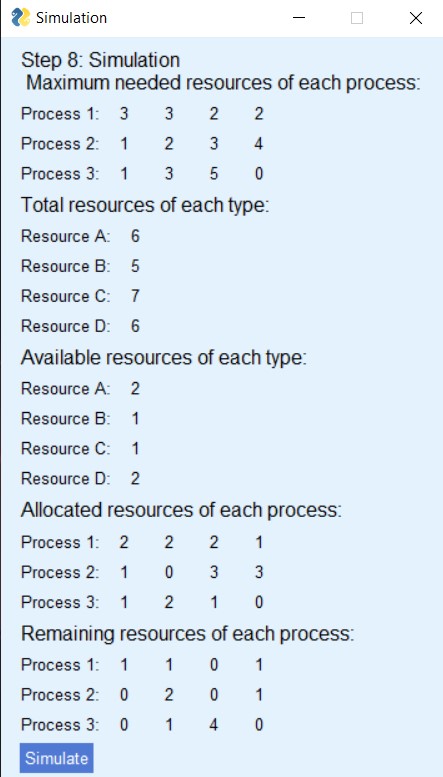 Simulation
Step 8: Simulation
Maximum needed resources of each process:
Process 1: 3 3 2 2
Process 2: 1 2 3 4
Process 3: 1 3 5 0
Total resources of each type:
Resource A: 6
Resource B: 5
Resource C: 7
Resource D: 6
Available resources of each type:
Resource A: 2
Resource B: 1
Resource C: 1
Resource D: 2
Allocated resources of each process:
Process 1: 2 2 2 1
Process 2: 1 0 3 3
Process 3: 1 2 1 0
Remaining resources of each process:
Process 1: 1 1 0 1
Process 2: 0 2 0 1
Process 3: 0 1 4 0
Simulate